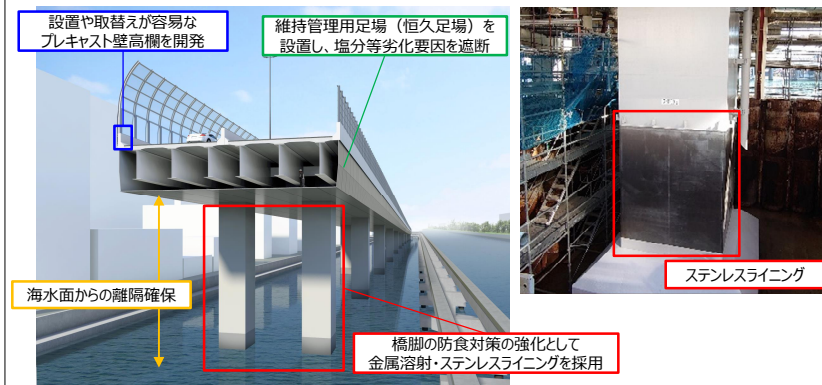 設置や取替えが容易な
プレキャスト壁高欄を開発
維持管理用足場（恒久足場）を
設置し、塩分等劣化要因を遮断
海水面からの離隔確保
橋脚の防食対策の強化として
金属溶射・ステンレスライニングを採用
ステンレスライニング